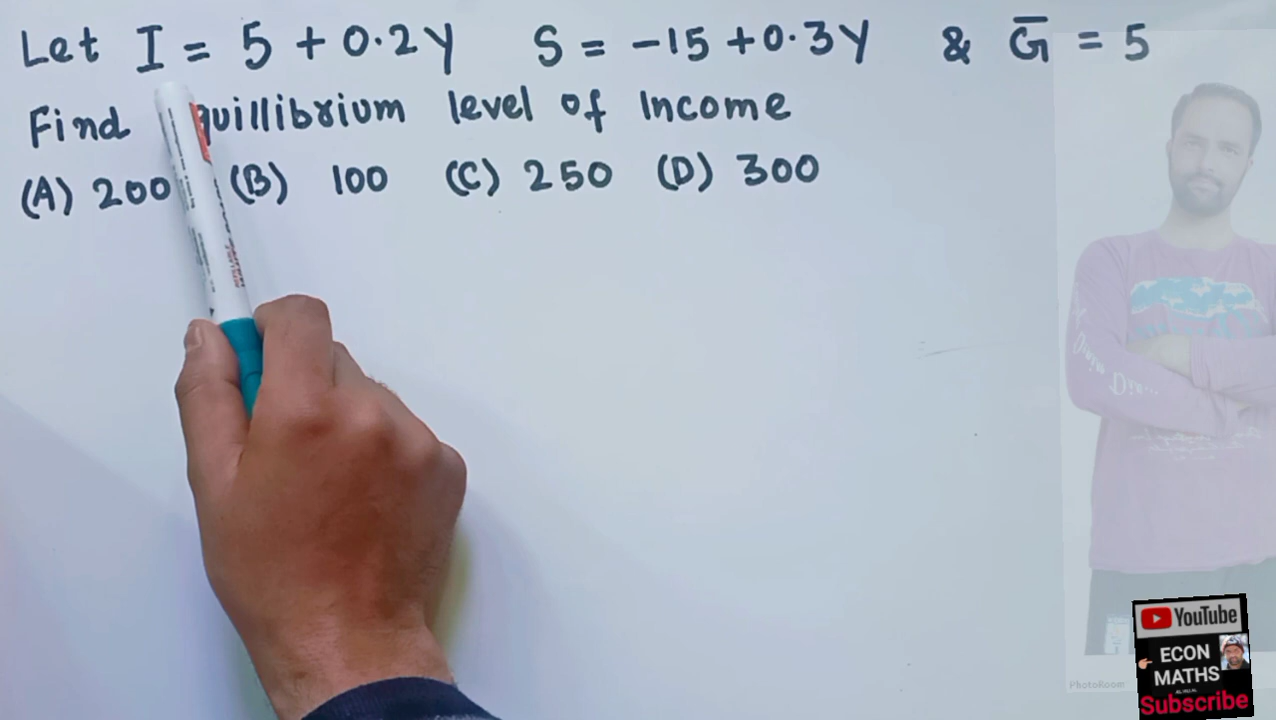 Let I = 5 + 0.2Y S = -15 + 0.3Y & G̅ = 5
Find quillibrium level of Income
(A) 200 (B) 100 (C) 250 (D) 300
YouTube
ECON
MATHS
Subscribe
PhotoRoom